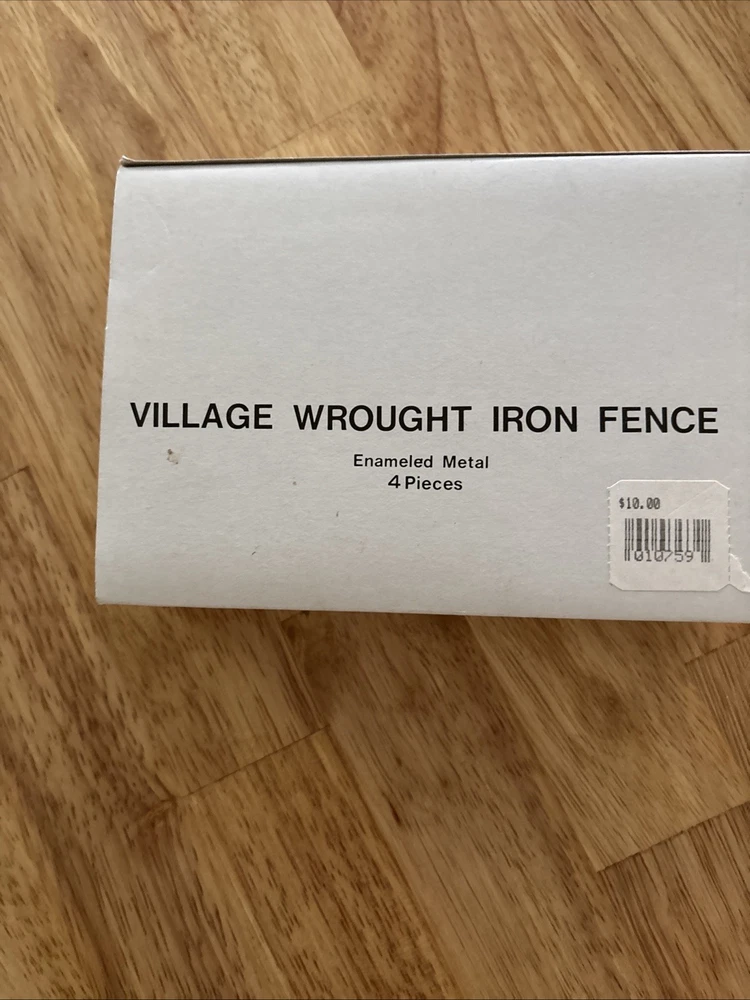 VILLAGE WROUGHT IRON FENCE
Enameled Metal
4 Pieces
$10.00
010759